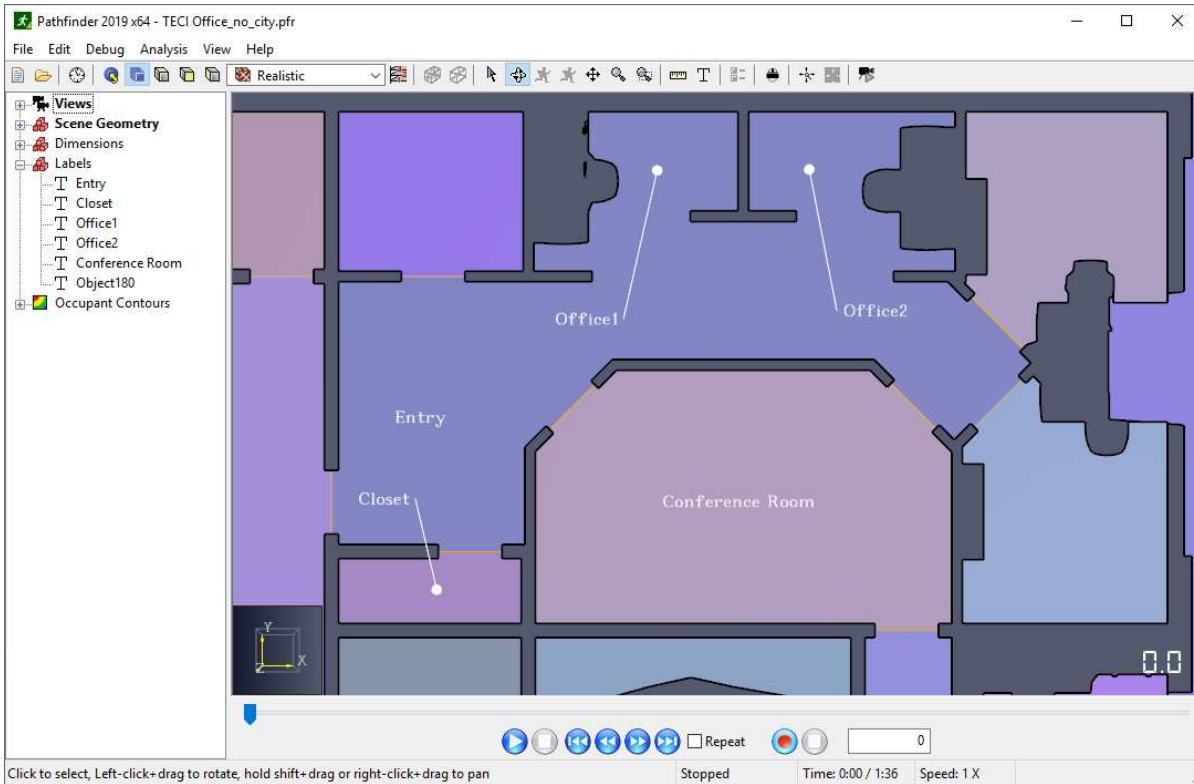 Pathfinder 2019 x64 - TECI Office_no_city.pfr
File Edit Debug Analysis View Help
Realistic
Views
Scene Geometry
Dimensions
Labels
Entry
Closet
Office1
Office2
Conference Room
Object180
Occupant Contours
Office1
Office2
Entry
Closet
Conference Room
Y
X
Z
0.0
Repeat
0
Click to select, Left-click+drag to rotate, hold shift+drag or right-click+drag to pan Stopped Time: 0:00 / 1:36 Speed: 1 X